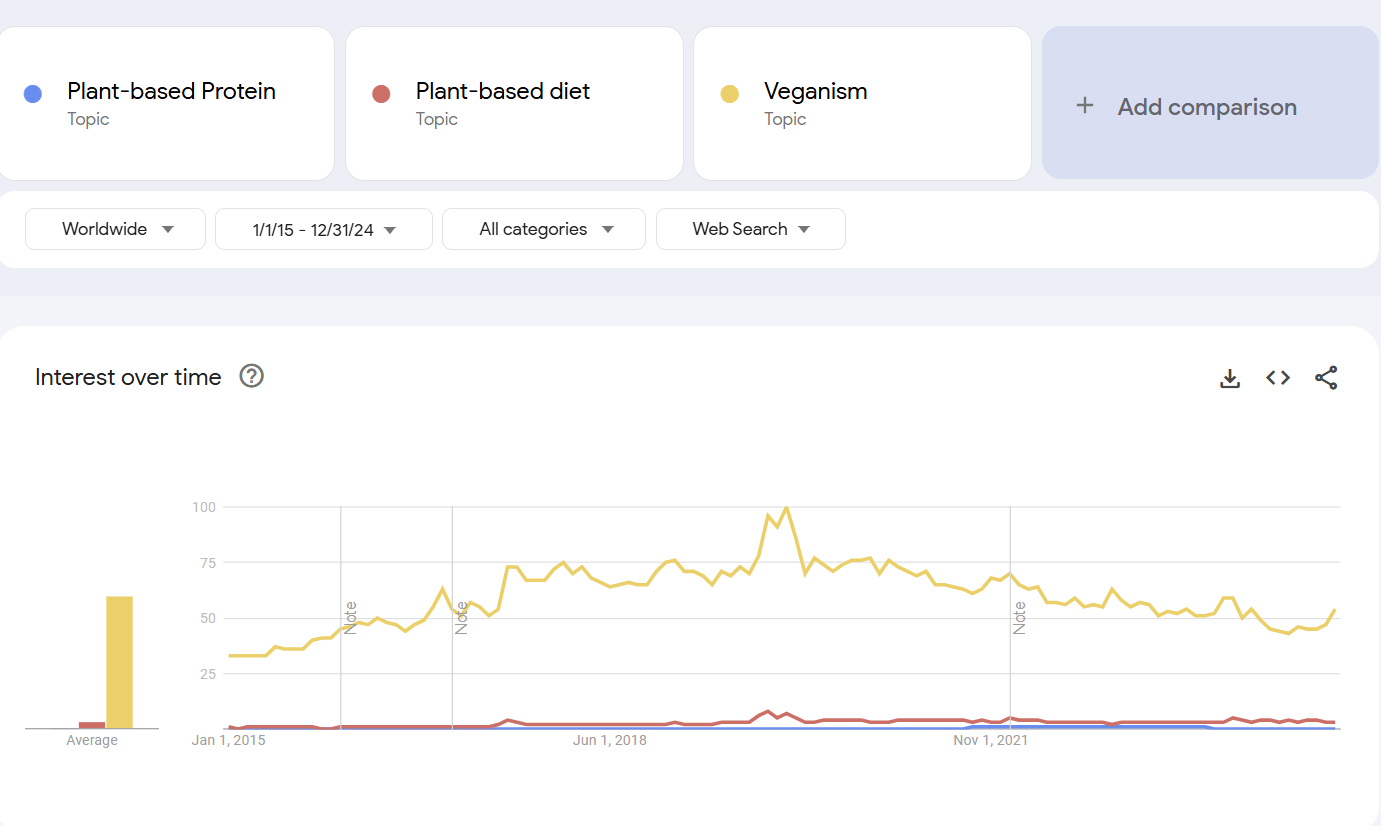 Plant-based Protein
Topic
Plant-based diet
Topic
Veganism
Topic
+ Add comparison
Worldwide
1/1/15 - 12/31/24
All categories
Web Search
Interest over time
?
100
75
50
25
Note
Note
Note
Average
Jan 1, 2015
Jun 1, 2018
Nov 1, 2021